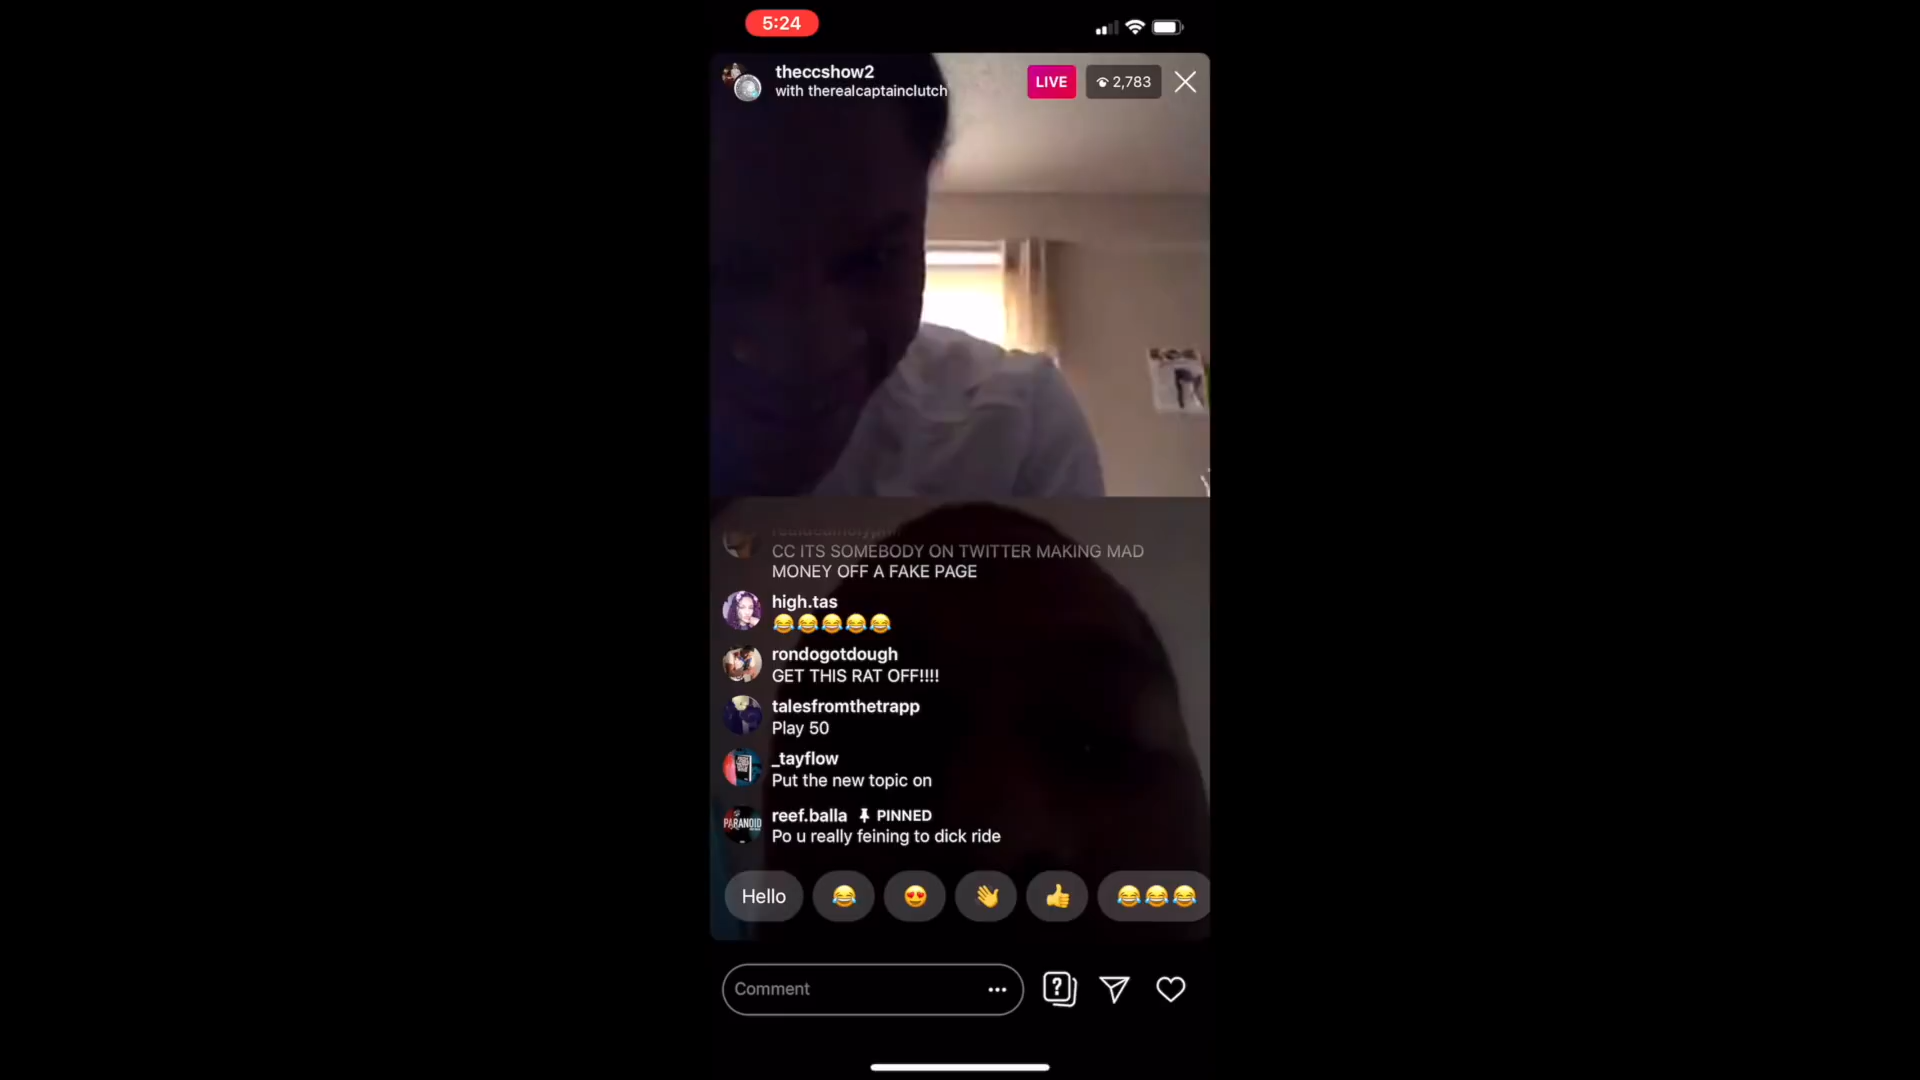 5:24
theccshow2
with therealcaptainclutch
LIVE
2,783
CC ITS SOMEBODY ON TWITTER MAKING MAD
MONEY OFF A FAKE PAGE
high.tas
😂😂😂😂😂
rondogotdough
GET THIS RAT OFF!!!!
talesfromthetrapp
Play 50
_tayflow
Put the new topic on
reef.balla PINNED
PARANOID
Po u really feining to dick ride
Hello 😂 😍 👋 👍 😂😂😂
Comment